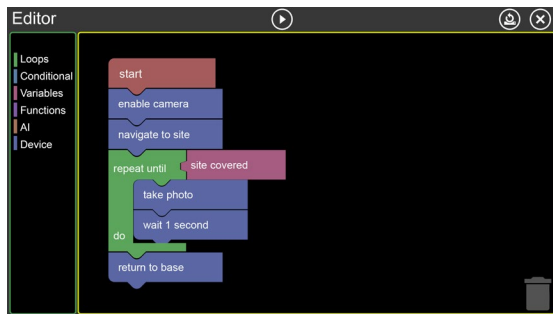 Editor
Loops
Conditional
Variables
Functions
AI
Device
start
enable camera
navigate to site
repeat until
site covered
take photo
wait 1 second
do
return to base